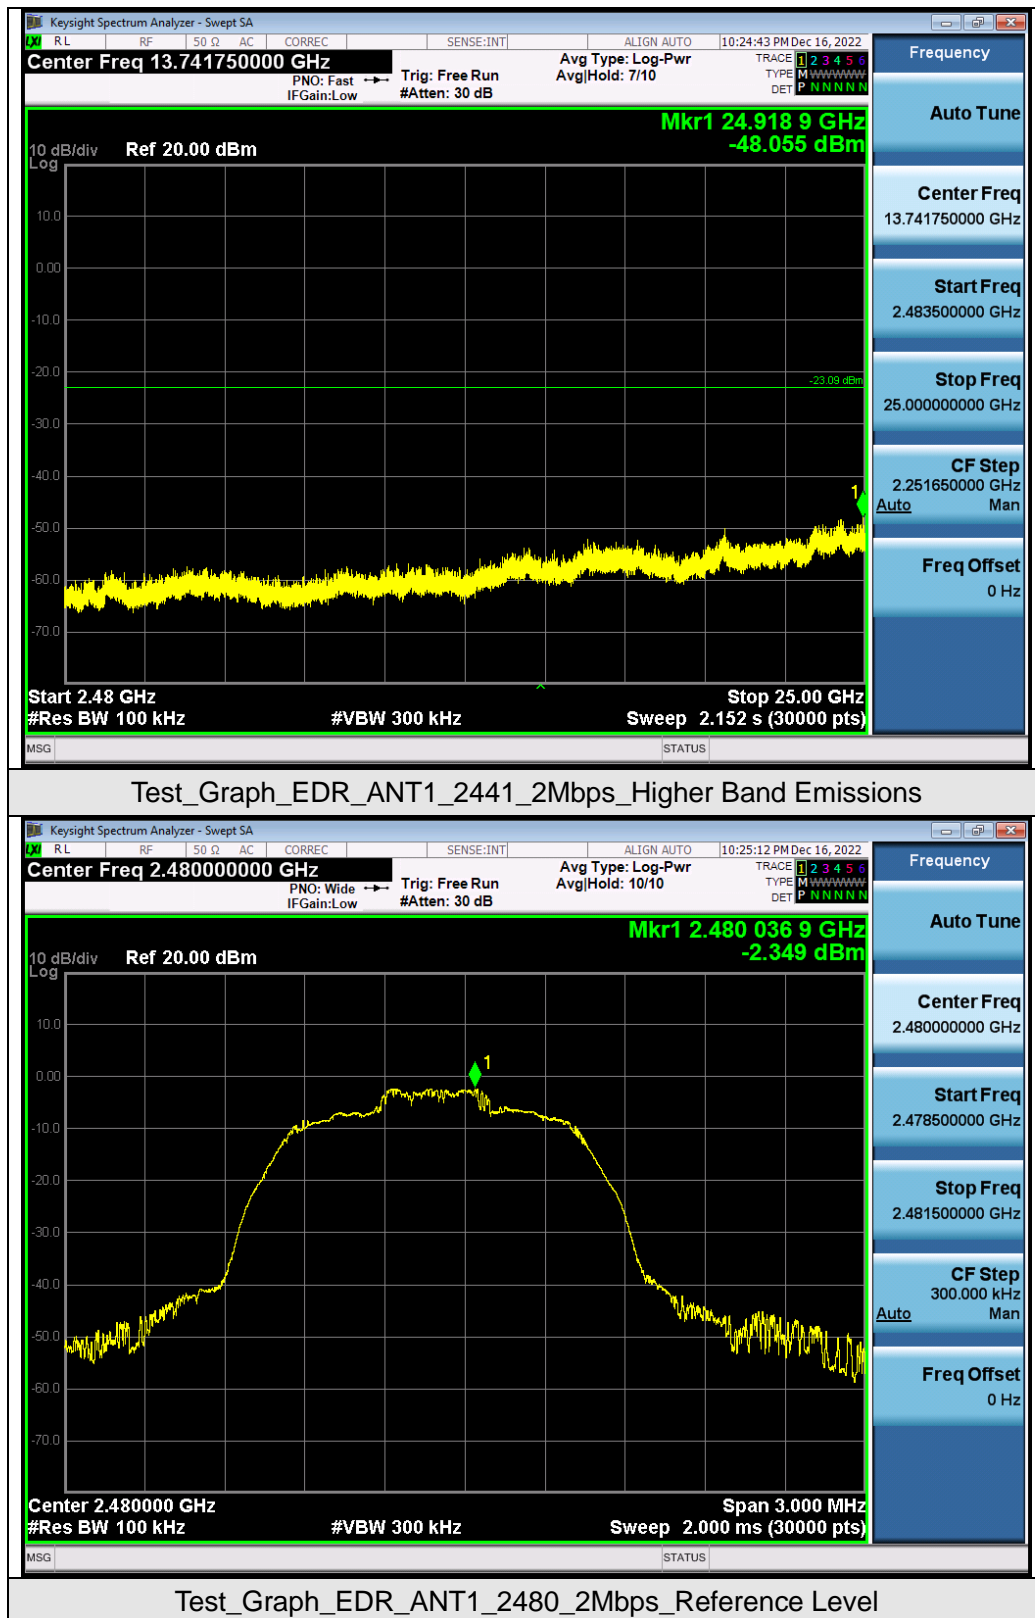 Keysight Spectrum Analyzer - Swept SA
LXI RL RF 50 Ω AC CORREC SENSE:INT ALIGN AUTO 10:24:43 PM Dec 16, 2022
Center Freq 13.741750000 GHz
PNO: Fast
IFGain:Low
Trig: Free Run
#Atten: 30 dB
Avg Type: Log-Pwr
Avg|Hold: 7/10
TRACE 1 2 3 4 5 6
TYPE M WWWWW
DET P N N N N N
Mkr1 24.918 9 GHz
-48.055 dBm
10 dB/div Ref 20.00 dBm
Log
10.0
0.00
-10.0
-20.0
-23.09 dBm
-30.0
-40.0
1
-50.0
-60.0
-70.0
Start 2.48 GHz Stop 25.00 GHz
#Res BW 100 kHz #VBW 300 kHz Sweep 2.152 s (30000 pts)
MSG STATUS
Frequency
Auto Tune
Center Freq
13.741750000 GHz
Start Freq
2.483500000 GHz
Stop Freq
25.000000000 GHz
CF Step
2.251650000 GHz
Auto Man
Freq Offset
0 Hz
Test_Graph_EDR_ANT1_2441_2Mbps_Higher Band Emissions
Keysight Spectrum Analyzer - Swept SA
LXI RL RF 50 Ω AC CORREC SENSE:INT ALIGN AUTO 10:25:12 PM Dec 16, 2022
Center Freq 2.480000000 GHz
PNO: Wide
IFGain:Low
Trig: Free Run
#Atten: 30 dB
Avg Type: Log-Pwr
Avg|Hold: 10/10
TRACE 1 2 3 4 5 6
TYPE M WWWWW
DET P N N N N N
Mkr1 2.480 036 9 GHz
-2.349 dBm
10 dB/div Ref 20.00 dBm
Log
10.0
1
0.00
-10.0
-20.0
-30.0
-40.0
-50.0
-60.0
-70.0
Center 2.480000 GHz Span 3.000 MHz
#Res BW 100 kHz #VBW 300 kHz Sweep 2.000 ms (30000 pts)
MSG STATUS
Frequency
Auto Tune
Center Freq
2.480000000 GHz
Start Freq
2.478500000 GHz
Stop Freq
2.481500000 GHz
CF Step
300.000 kHz
Auto Man
Freq Offset
0 Hz
Test_Graph_EDR_ANT1_2480_2Mbps_Reference Level